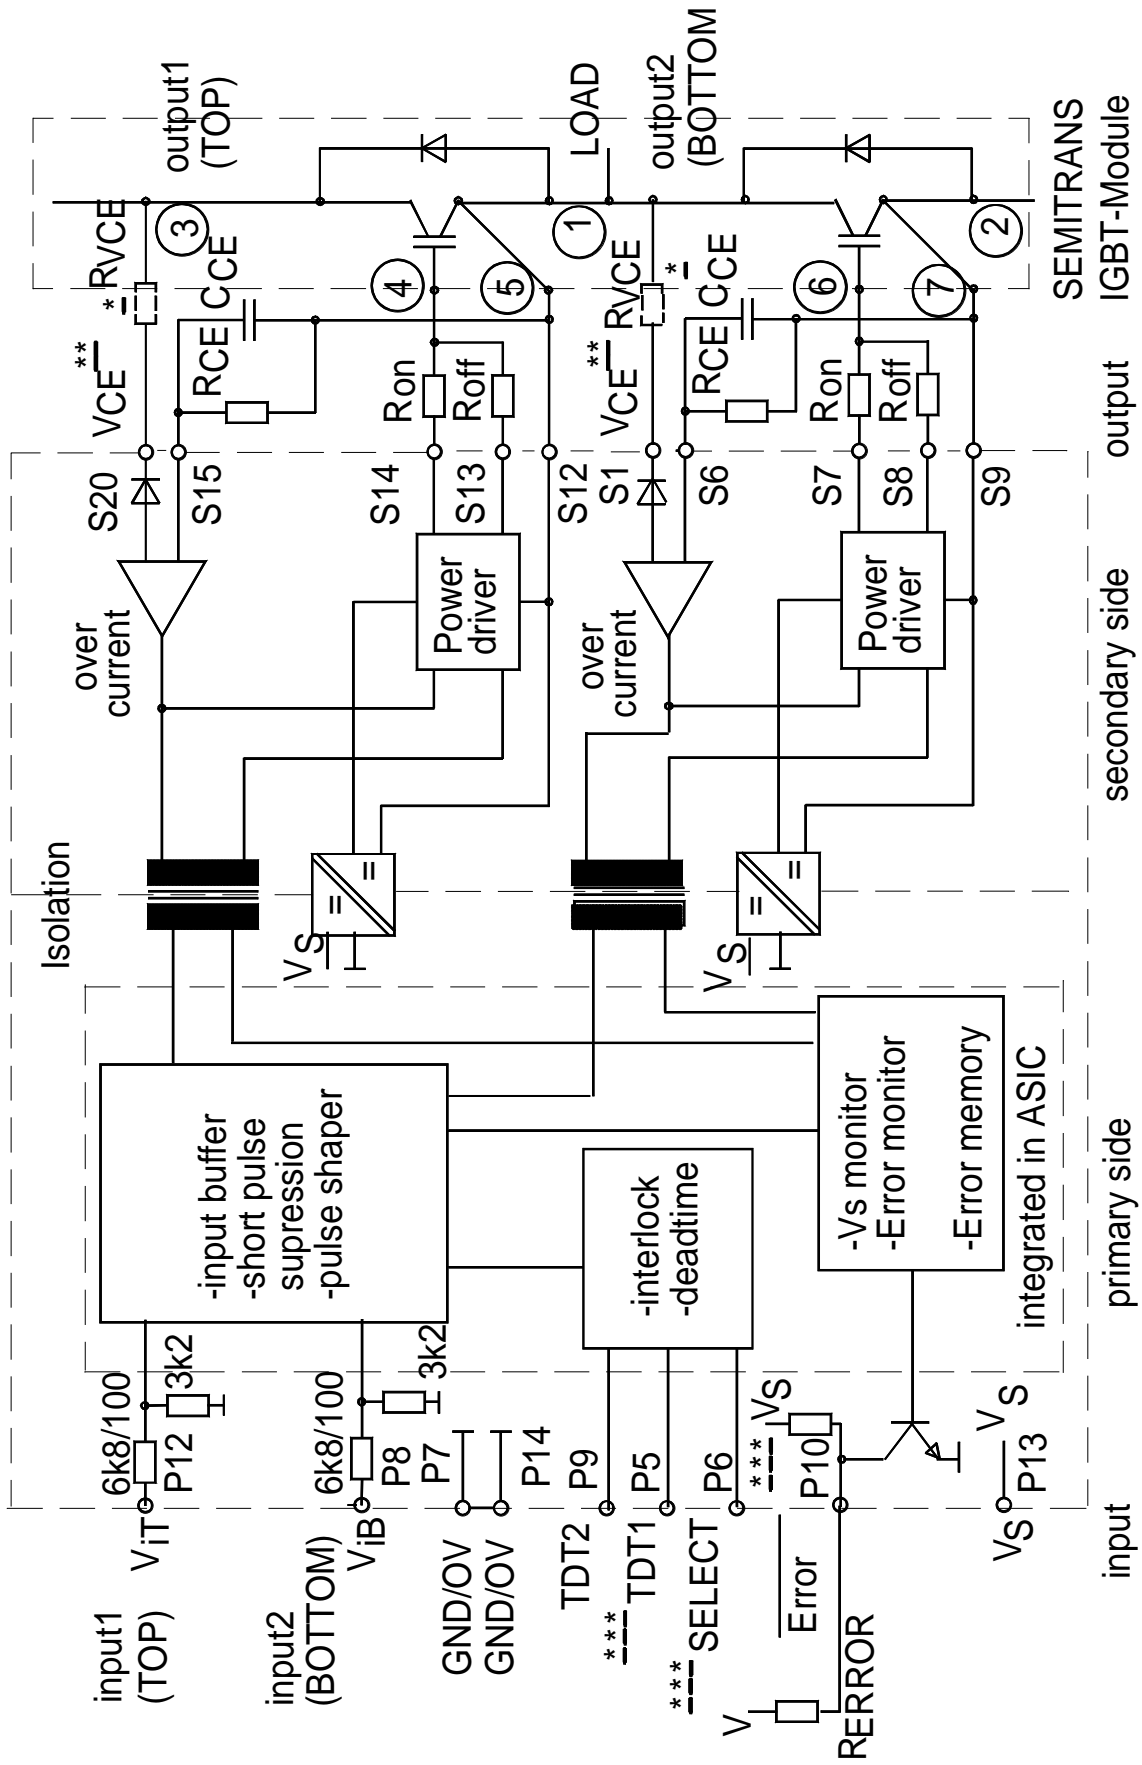 input1
(TOP)
ViT
P12
6k8/100
3k2
input2
(BOTTOM)
ViB
P8
6k8/100
3k2
GND/OV
GND/OV
P7
P14
TDT2
P9
***
TDT1
P5
***
SELECT
P6
Error
P10
****
VS
V
RERROR
VS
P13
VS
input
-input buffer
-short pulse
supression
-pulse shaper
-interlock
-deadtime
-Vs monitor
-Error monitor
-Error memory
integrated in ASIC
primary side
Isolation
VS
=
=
VS
=
=
over
current
Power
driver
over
current
Power
driver
secondary side
S20
S15
S14
S13
S12
S1
S6
S7
S8
S9
output
VCE
**
*
RVCE
RCE
CCE
Ron
Roff
VCE
**
RVCE
*
RCE
CCE
Ron
Roff
3
4
5
1
6
7
2
output1
(TOP)
LOAD
output2
(BOTTOM)
SEMITRANS
IGBT-Module